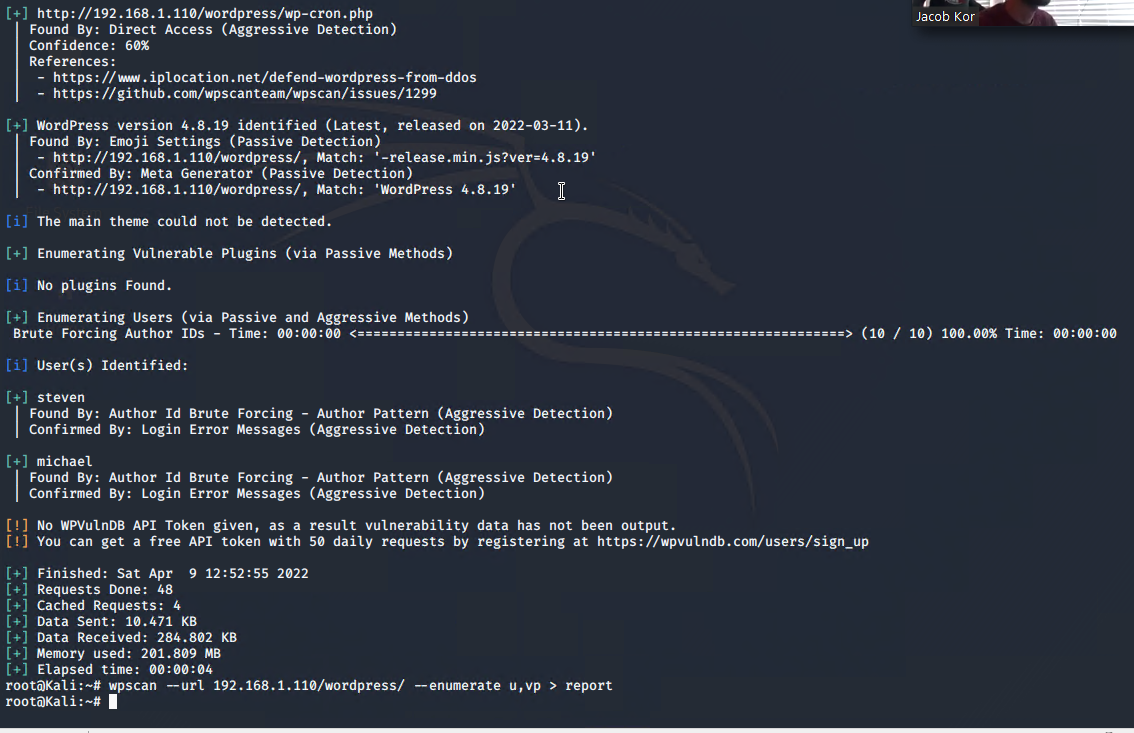 [+] http://192.168.1.110/wordpress/wp-cron.php
| Found By: Direct Access (Aggressive Detection)
| Confidence: 60%
| References:
|  - https://www.iplocation.net/defend-wordpress-from-ddos
|  - https://github.com/wpscanteam/wpscan/issues/1299
Jacob Kor
[+] WordPress version 4.8.19 identified (Latest, released on 2022-03-11).
| Found By: Emoji Settings (Passive Detection)
|  - http://192.168.1.110/wordpress/, Match: '-release.min.js?ver=4.8.19'
| Confirmed By: Meta Generator (Passive Detection)
|  - http://192.168.1.110/wordpress/, Match: 'WordPress 4.8.19'
[i] The main theme could not be detected.
[+] Enumerating Vulnerable Plugins (via Passive Methods)
[i] No plugins Found.
[+] Enumerating Users (via Passive and Aggressive Methods)
Brute Forcing Author IDs - Time: 00:00:00 <=============================================================> (10 / 10) 100.00% Time: 00:00:00
[i] User(s) Identified:
[+] steven
| Found By: Author Id Brute Forcing - Author Pattern (Aggressive Detection)
| Confirmed By: Login Error Messages (Aggressive Detection)
[+] michael
| Found By: Author Id Brute Forcing - Author Pattern (Aggressive Detection)
| Confirmed By: Login Error Messages (Aggressive Detection)
[!] No WPVulnDB API Token given, as a result vulnerability data has not been output.
[!] You can get a free API token with 50 daily requests by registering at https://wpvulndb.com/users/sign_up
[+] Finished: Sat Apr  9 12:52:55 2022
[+] Requests Done: 48
[+] Cached Requests: 4
[+] Data Sent: 10.471 KB
[+] Data Received: 284.802 KB
[+] Memory used: 201.809 MB
[+] Elapsed time: 00:00:04
root@Kali:~# wpscan --url 192.168.1.110/wordpress/ --enumerate u,vp > report
root@Kali:~#